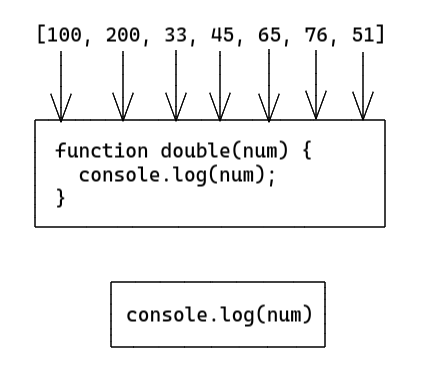 [100, 200, 33, 45, 65, 76, 51]
function double(num) {
  console.log(num);
}
console.log(num)